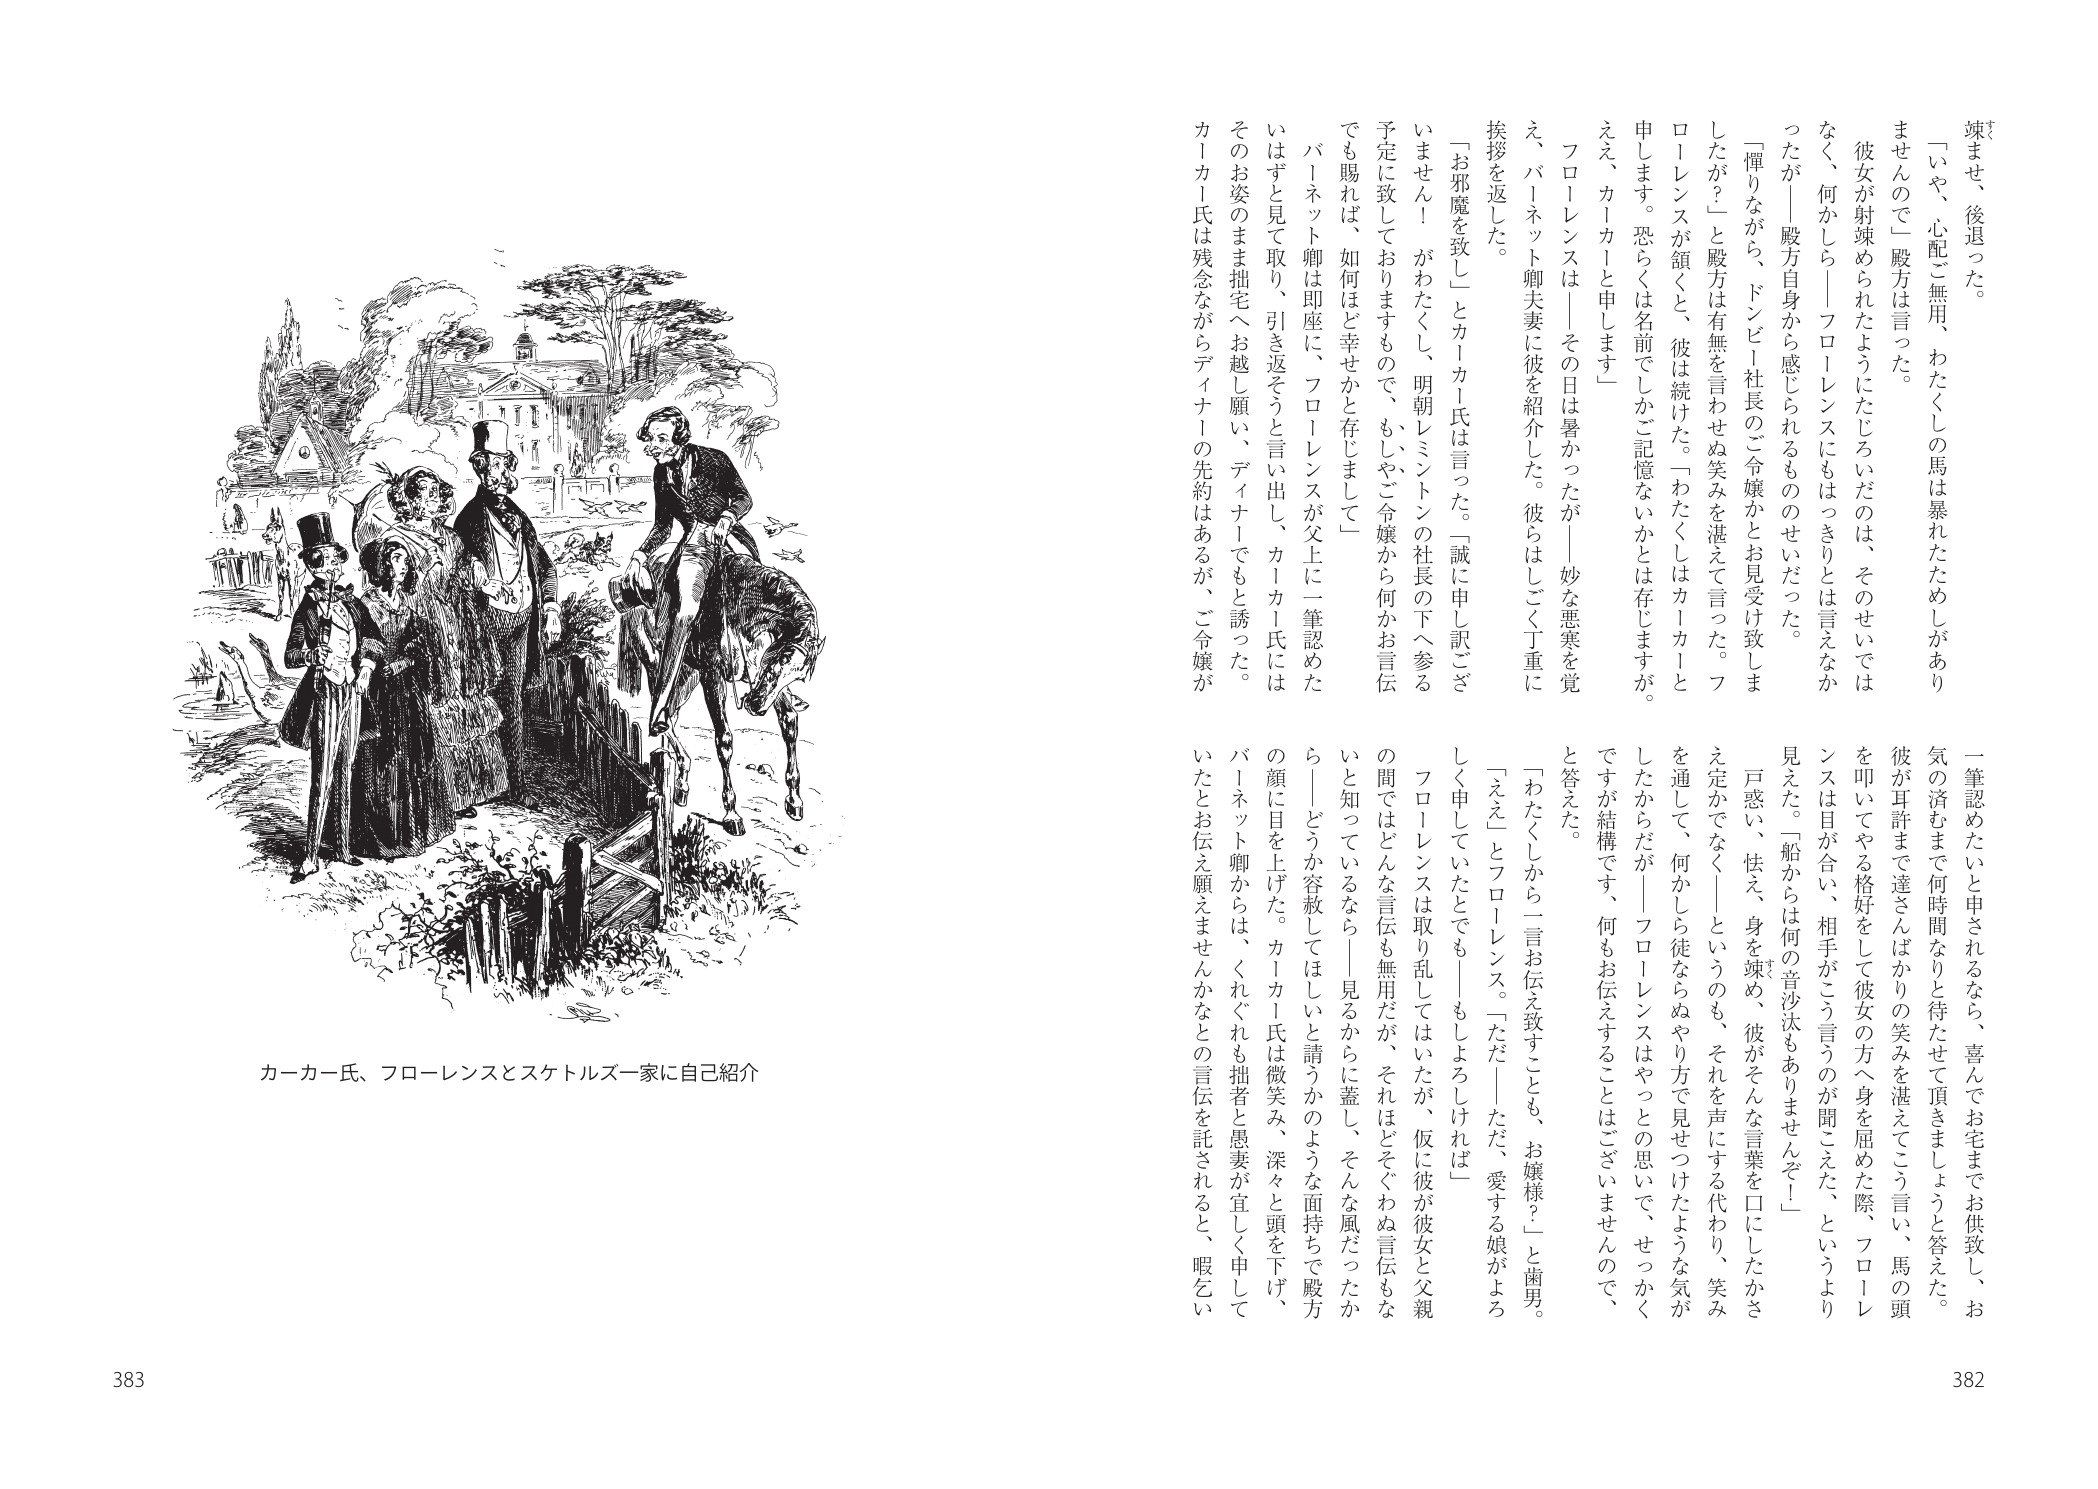 竦ませ、後退った。
「いや、心配ご無用、わたくしの馬は暴れたためしがあり
ませんので」殿方は言った。
彼女が射竦められたようにたじろいだのは、そのせいでは
なく、何かしら――フローレンスにもはっきりとは言えなか
ったが――殿方自身から感じられるもののせいだった。
「憚りながら、ドンビー社長のご令嬢かとお見受け致しま
したが？」と殿方は有無を言わせぬ笑みを湛えて言った。フ
ローレンスが頷くと、彼は続けた。「わたくしはカーカーと
申します。恐らくは名前でしかご記憶ないかとは存じますが。
ええ、カーカーと申します」
フローレンスは――その日は暑かったが――妙な悪寒を覚
え、バーネット卿夫妻に彼を紹介した。彼らはしごく丁重に
挨拶を返した。
「お邪魔を致し」とカーカー氏は言った。「誠に申し訳ござ
いません！　がわたくし、明朝レミントンの社長の下へ参る
予定に致しておりますもので、もしやご令嬢から何かお言伝
でも賜れば、如何ほど幸せかと存じまして」
バーネット卿は即座に、フローレンスが父上に一筆認めた
いはずと見て取り、引き返そうと言い出し、カーカー氏には
そのお姿のまま拙宅へお越し願い、ディナーでもと誘った。
カーカー氏は残念ながらディナーの先約はあるが、ご令嬢が
一筆認めたいと申されるなら、喜んでお宅までお供致し、お
気の済むまで何時間なりと待たせて頂きましょうと答えた。
彼が耳許まで達さんばかりの笑みを湛えてこう言い、馬の頭
を叩いてやる格好をして彼女の方へ身を屈めた際、フローレ
ンスは目が合い、相手がこう言うのが聞こえた、というより
見えた。「船からは何の音沙汰もありませんぞ！」
戸惑い、怯え、身を竦め、彼がそんな言葉を口にしたかさ
え定かでなく――というのも、それを声にする代わり、笑み
を通して、何かしら徒ならぬやり方で見せつけたような気が
したからだが――フローレンスはやっとの思いで、せっかく
ですが結構です、何もお伝えすることはございませんので、
と答えた。
「わたくしから一言お伝え致すことも、お嬢様？」と歯男。
「ええ」とフローレンス。「ただ――ただ、愛する娘がよろ
しく申していたとでも――もしよろしければ」
フローレンスは取り乱してはいたが、仮に彼が彼女と父親
の間ではどんな言伝も無用だが、それほどそぐわぬ言伝もな
いと知っているなら――見るからに蓋し、そんな風だったか
ら――どうか容赦してほしいと請うかのような面持ちで殿方
の顔に目を上げた。カーカー氏は微笑み、深々と頭を下げ、
バーネット卿からは、くれぐれも拙者と愚妻が宜しく申して
いたとお伝え願えませんかなとの言伝を託されると、暇乞い
382
カーカー氏、フローレンスとスケトルズ一家に自己紹介
383